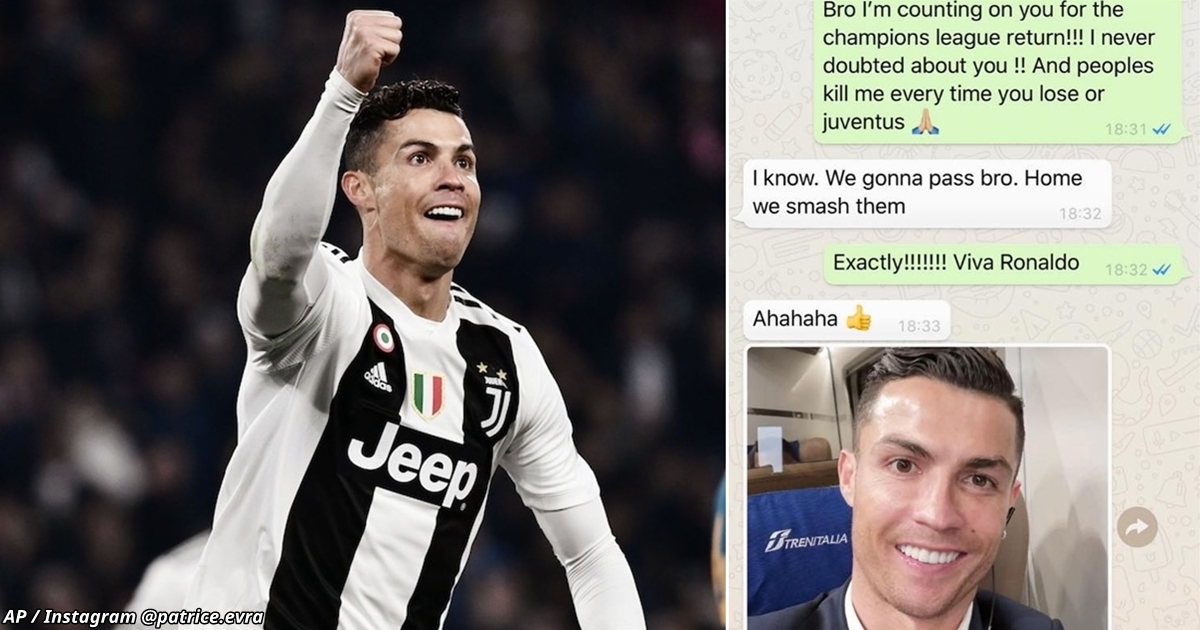 Bro I'm counting on you for the
champions league return!!! I never
doubted about you !! And peoples
kill me every time you lose or
juventus 🙏🏼
18:31
I know. We gonna pass bro. Home
we smash them
18:32
Exactly!!!!!!! Viva Ronaldo
18:32
Ahahaha 👍
18:33
adidas
JUVE
Jeep
TRENITALIA
AP / Instagram @patrice.evra